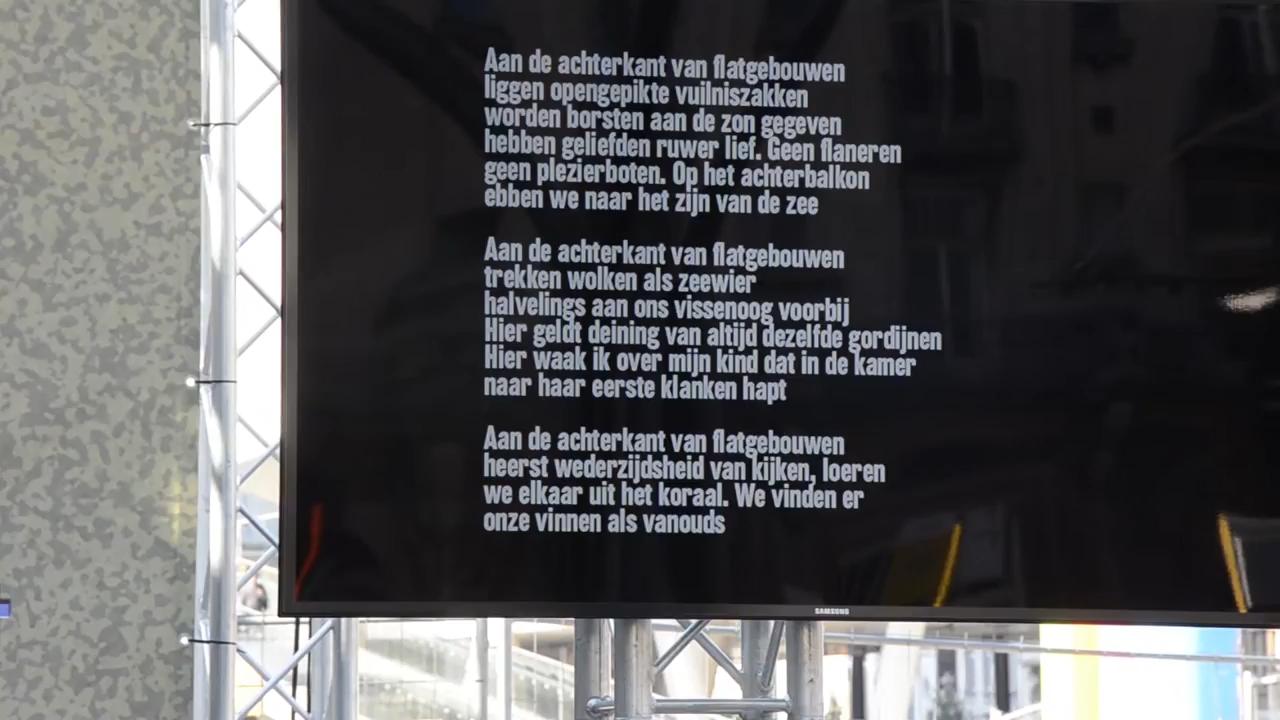 Aan de achterkant van flatgebouwen
liggen opengepikte vuilniszakken
worden borsten aan de zon gegeven
hebben geliefden ruwer lief. Geen flaneren
geen plezierboten. Op het achterbalkon
ebben we naar het zijn van de zee
Aan de achterkant van flatgebouwen
trekken wolken als zeewier
halvelings aan ons vissenoog voorbij
Hier geldt deining van altijd dezelfde gordijnen
Hier waak ik over mijn kind dat in de kamer
naar haar eerste klanken hapt
Aan de achterkant van flatgebouwen
heerst wederzijdsheid van kijken, loeren
we elkaar uit het koraal. We vinden er
onze vinnen als vanouds
SAMSUNG